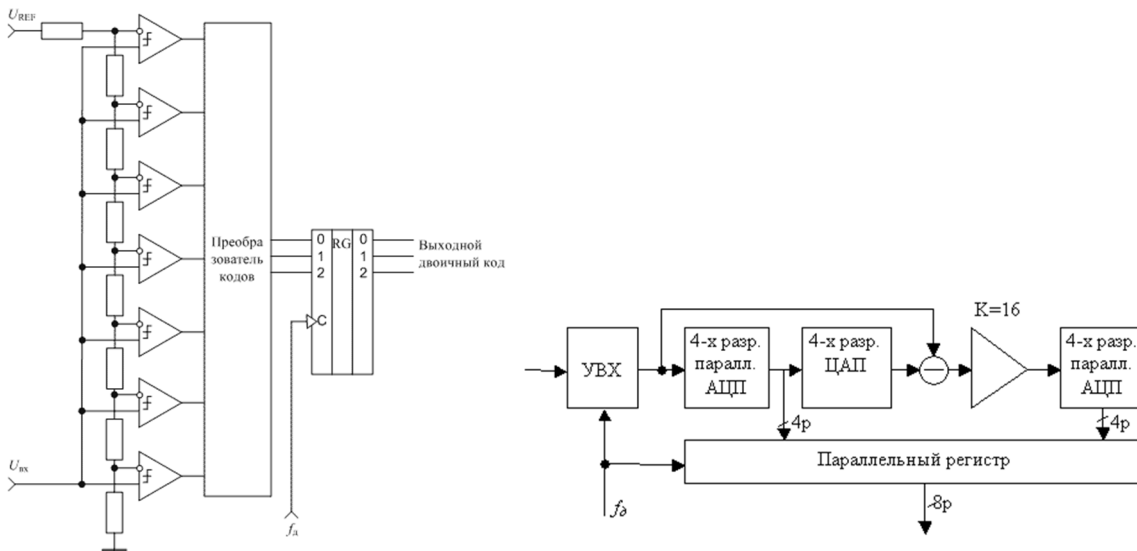 U_REF
Преобра
зователь
кодов
0
1
2
RG
0
1
2
C
Выходной
двоичный код
U_вх
f_д
K=16
УВХ
4-х разр.
паралл.
АЦП
4-х разр.
ЦАП
4-х разр.
паралл.
АЦП
4р
4р
Параллельный регистр
f_д
8р